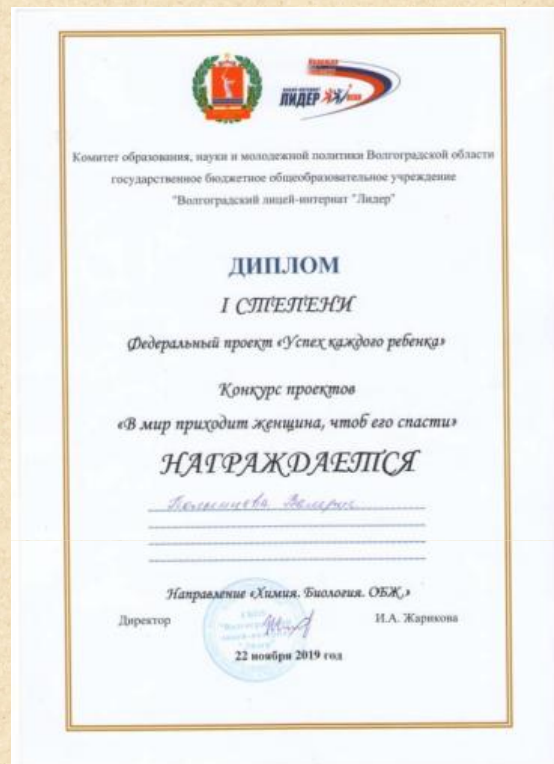 ЛИДЕР
Комитет образования, науки и молодежной политики Волгоградской области
государственное бюджетное общеобразовательное учреждение
"Волгоградский лицей-интернат "Лидер"
ДИПЛОМ
I СТЕПЕНИ
Федеральный проект «Успех каждого ребенка»
Конкурс проектов
«В мир приходит женщина, чтоб его спасти»
НАГРАЖДАЕТСЯ
Валерия
Направление «Химия. Биология. ОБЖ.»
Директор И.А. Жарикова
22 ноября 2019 год